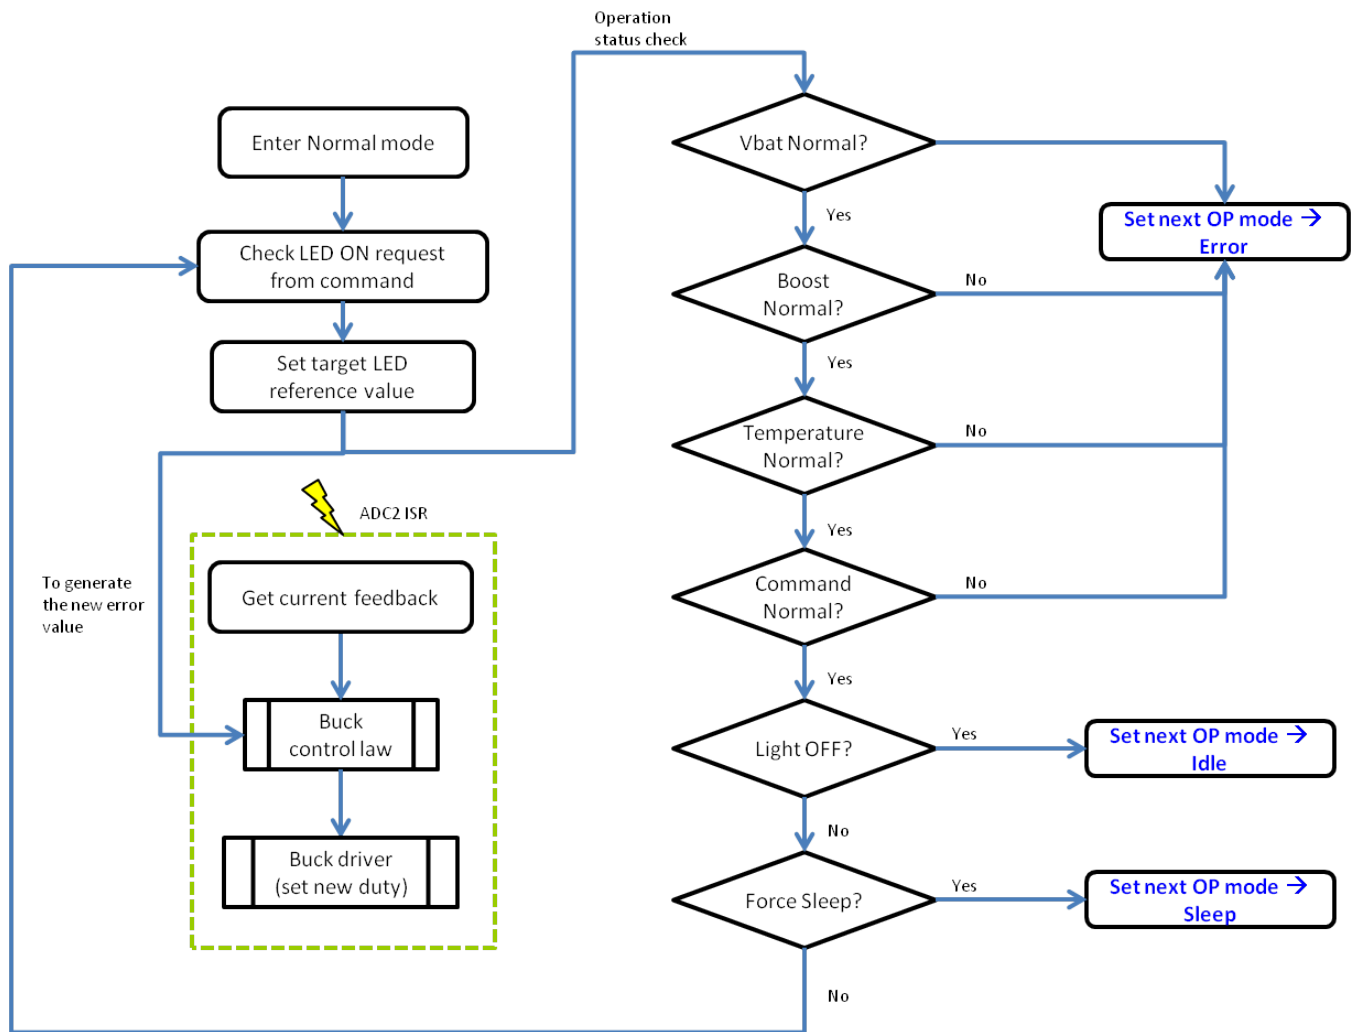 Operation
status check
Enter Normal mode
Check LED ON request
from command
Set target LED
reference value
ADC2 ISR
To generate
the new error
value
Get current feedback
Buck
control law
Buck driver
(set new duty)
Vbat Normal?
Yes
Set next OP mode →
Error
Boost
Normal?
No
Yes
Temperature
Normal?
No
Yes
Command
Normal?
No
Yes
Light OFF?
Yes
Set next OP mode →
Idle
No
Force Sleep?
Yes
Set next OP mode →
Sleep
No